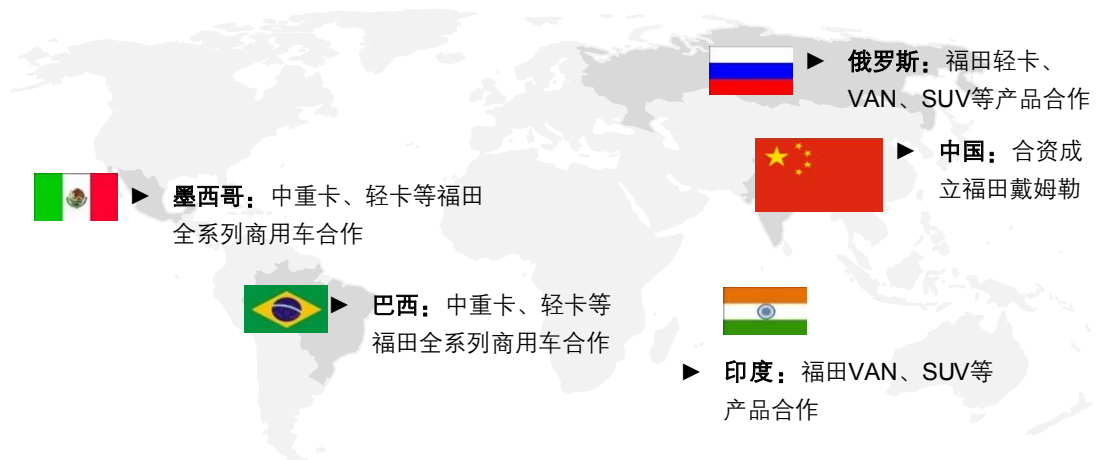 ► 俄罗斯：福田轻卡、
VAN、SUV等产品合作
► 中国：合资成
立福田戴姆勒
► 墨西哥：中重卡、轻卡等福田
全系列商用车合作
► 巴西：中重卡、轻卡等
福田全系列商用车合作
► 印度：福田VAN、SUV等
产品合作